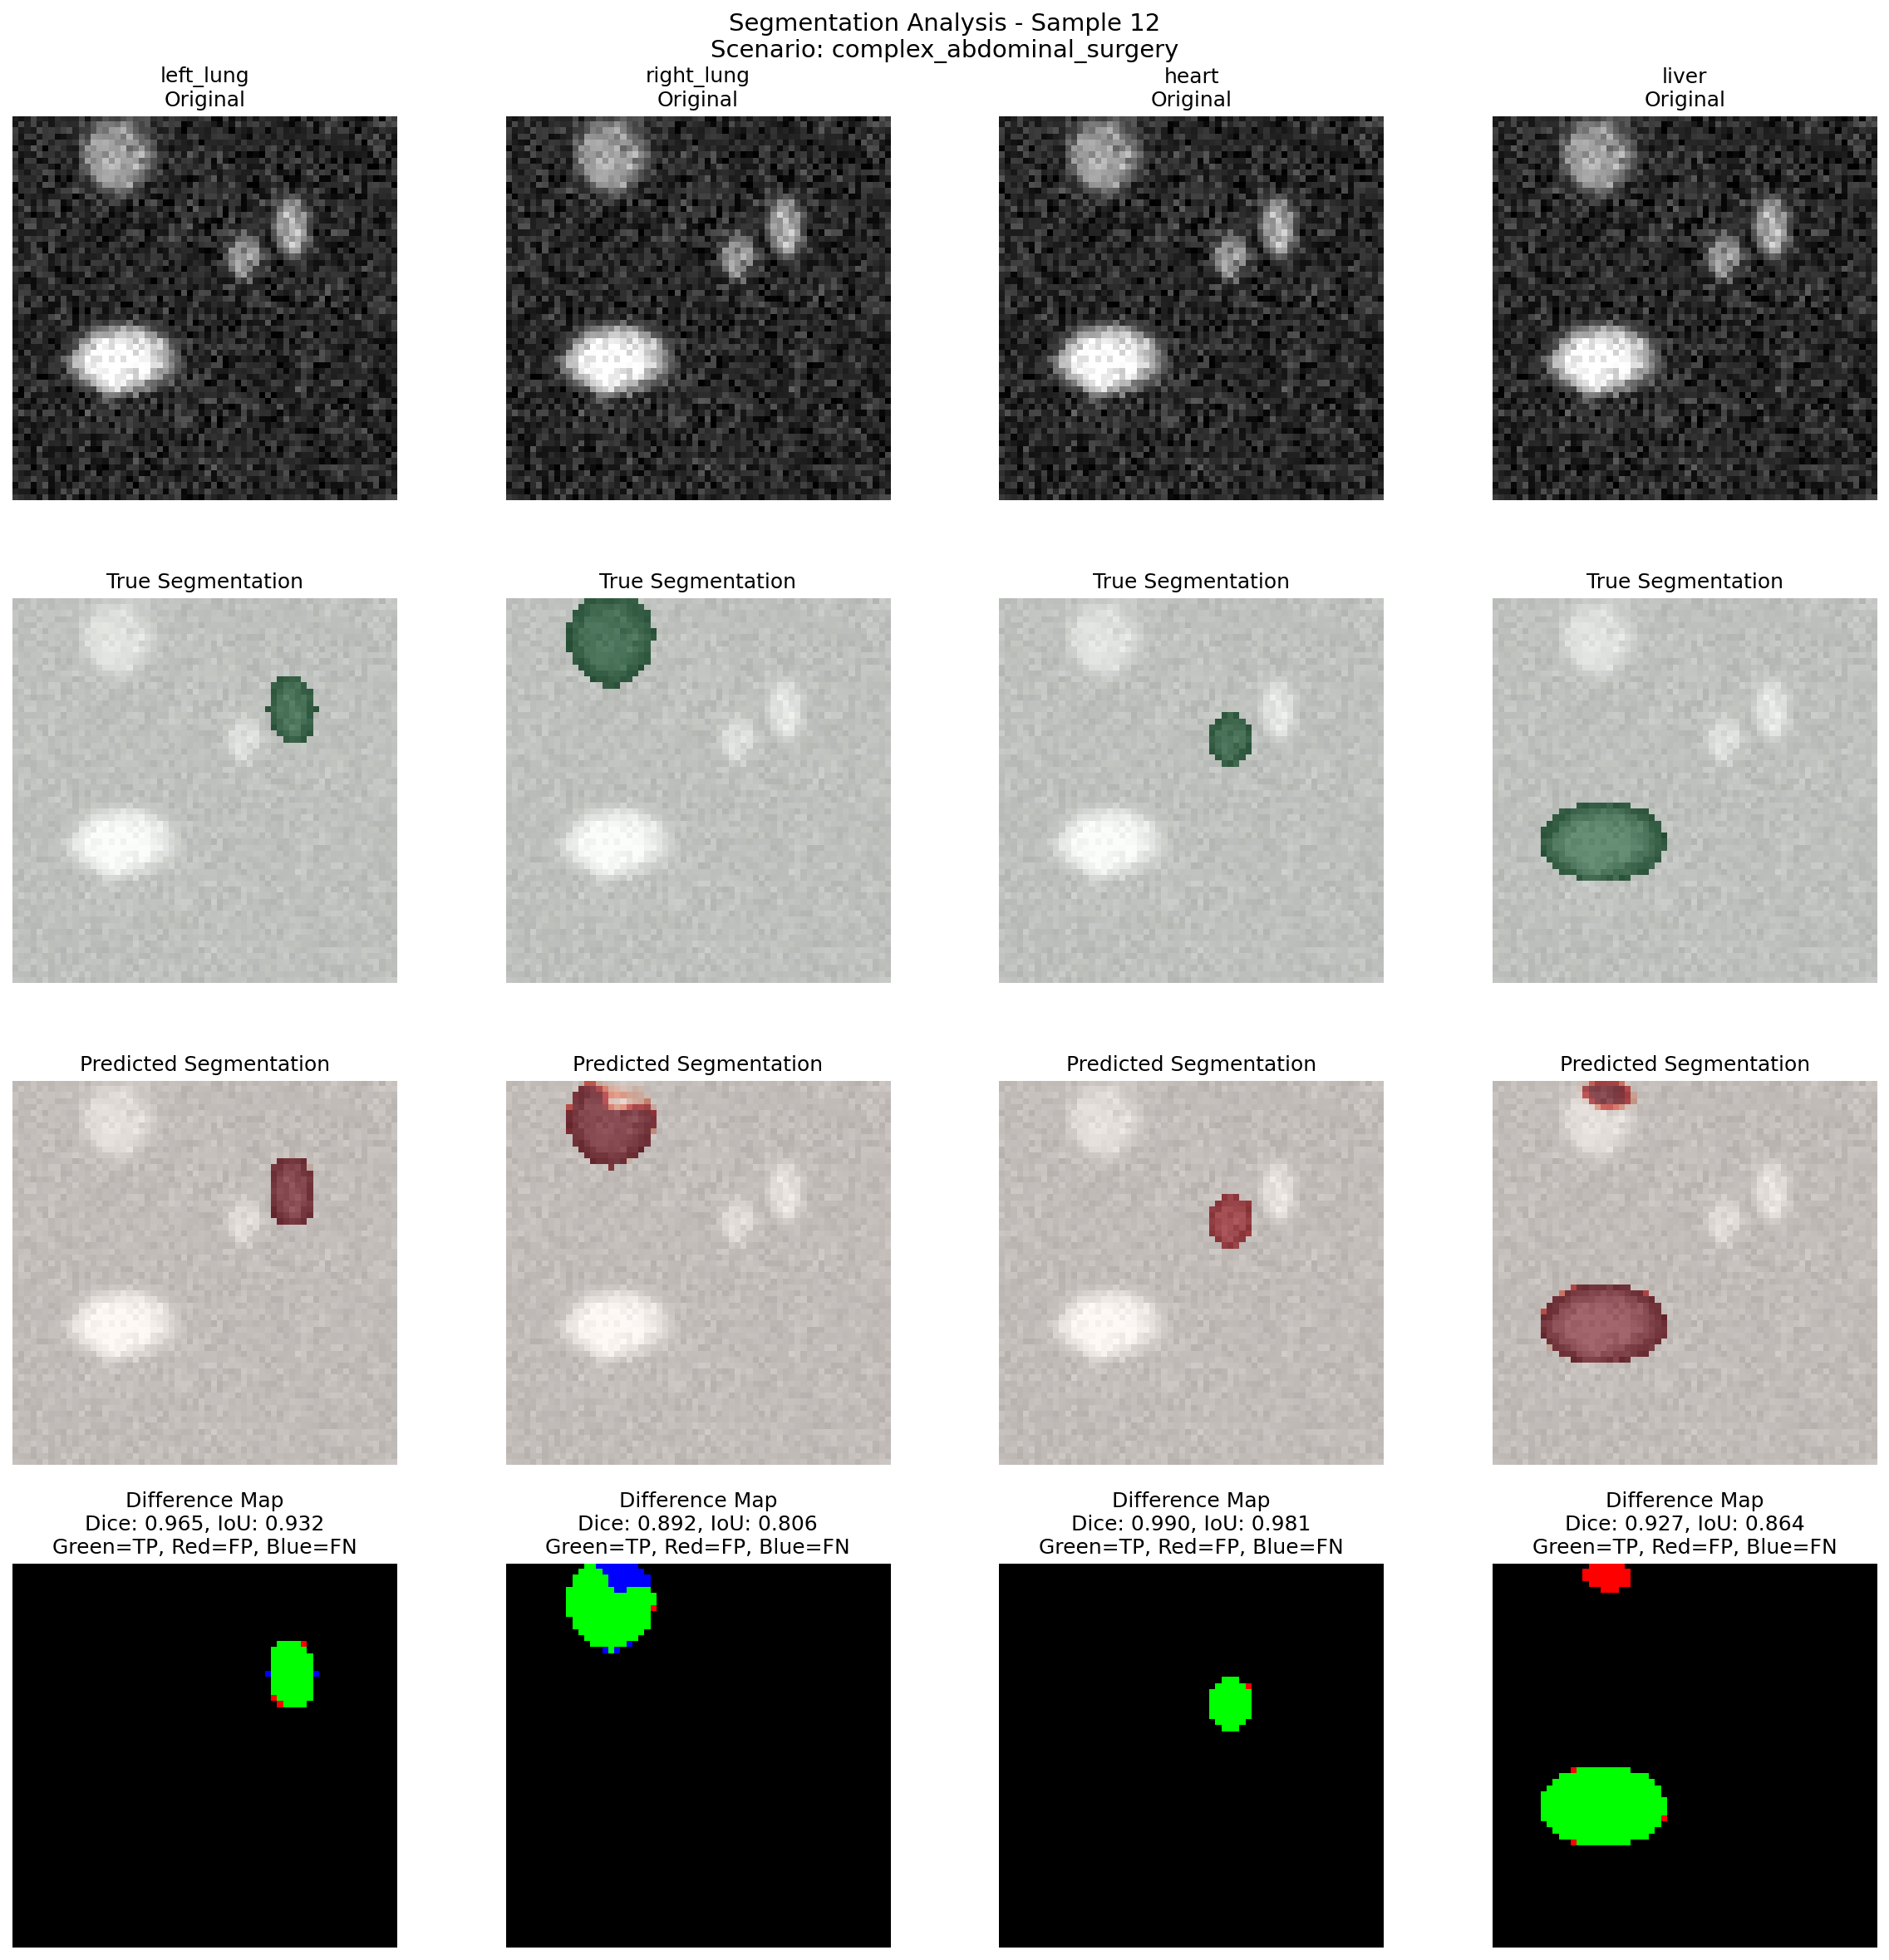 Segmentation Analysis - Sample 12
Scenario: complex_abdominal_surgery
left_lung
Original
right_lung
Original
heart
Original
liver
Original
True Segmentation
True Segmentation
True Segmentation
True Segmentation
Predicted Segmentation
Predicted Segmentation
Predicted Segmentation
Predicted Segmentation
Difference Map
Dice: 0.965, IoU: 0.932
Green=TP, Red=FP, Blue=FN
Difference Map
Dice: 0.892, IoU: 0.806
Green=TP, Red=FP, Blue=FN
Difference Map
Dice: 0.990, IoU: 0.981
Green=TP, Red=FP, Blue=FN
Difference Map
Dice: 0.927, IoU: 0.864
Green=TP, Red=FP, Blue=FN